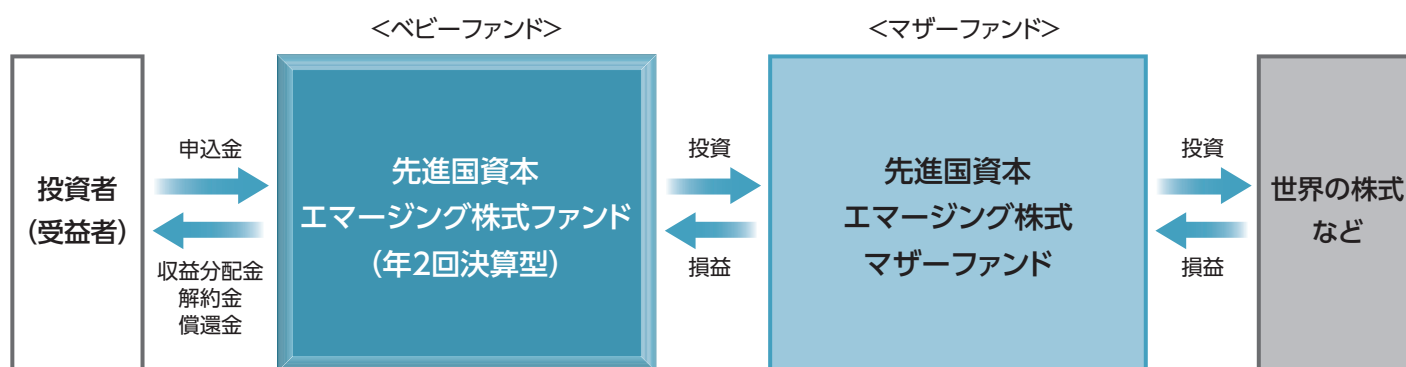 <ベビーファンド>
<マザーファンド>
投資者
(受益者)
申込金
収益分配金
解約金
償還金
先進国資本
エマージング株式ファンド
(年2回決算型)
投資
損益
先進国資本
エマージング株式
マザーファンド
投資
損益
世界の株式
など